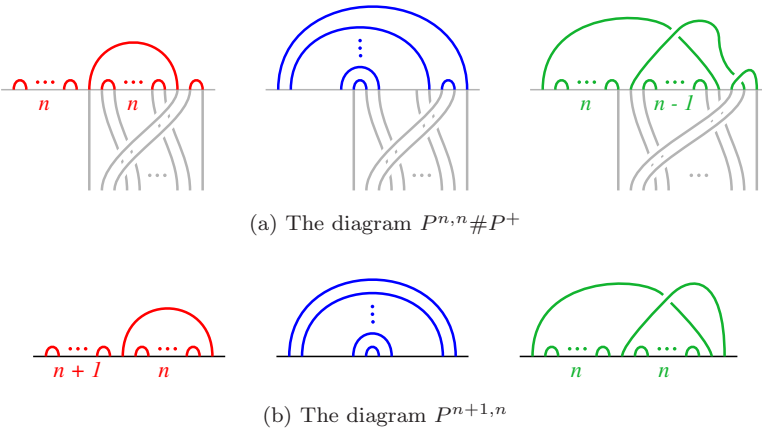 n n n n - 1
(a) The diagram $P^{n,n}\#P^{+}$
n + 1 n n n
(b) The diagram $P^{n+1,n}$